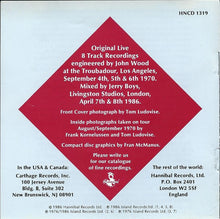 HNCD 1319
Original Live
8 Track Recordings
engineered by John Wood
at the Troubadour, Los Angeles,
September 4th, 5th & 6th 1970,
Mixed by Jerry Boys,
Livingston Studios, London,
April 7th & 8th 1986.
Front Cover photograph by Tom Ludovise.
Inside photographs taken on tour
August/September 1970 by
Frank Kornelussen and Tom Ludovise.
Compact disc graphics by Fran McManus.
Please write us
for our catalogue
of fine recordings.
In the USA & Canada:
Carthage Records, Inc.
100 Jersey Avenue
Bldg. B, Suite 302
New Brunswick, NJ 08901
The rest of the world:
Hannibal Records, Ltd.
P.O. Box 2401
London W2 5SF
England